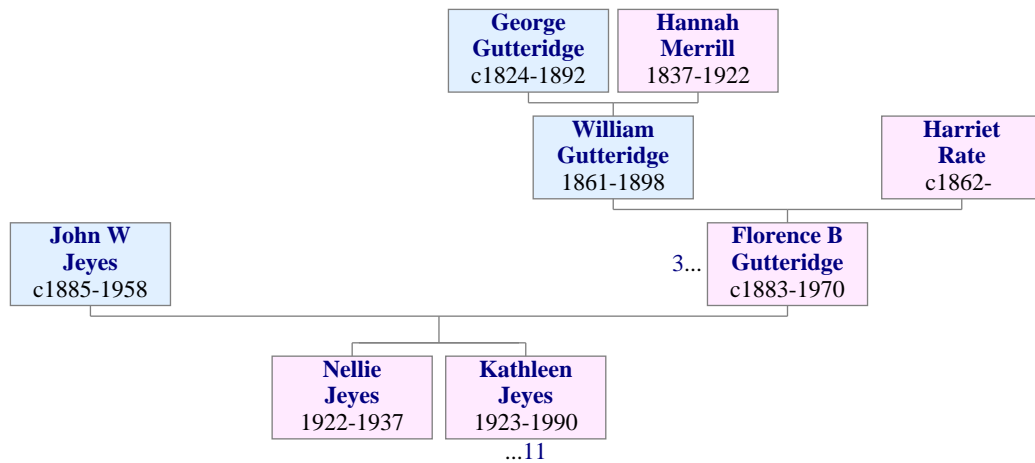 George
Gutteridge
c1824-1892
Hannah
Merrill
1837-1922
William
Gutteridge
1861-1898
Harriet
Rate
c1862-
John W
Jeyes
c1885-1958
3...
Florence B
Gutteridge
c1883-1970
Nellie
Jeyes
1922-1937
Kathleen
Jeyes
1923-1990
...11